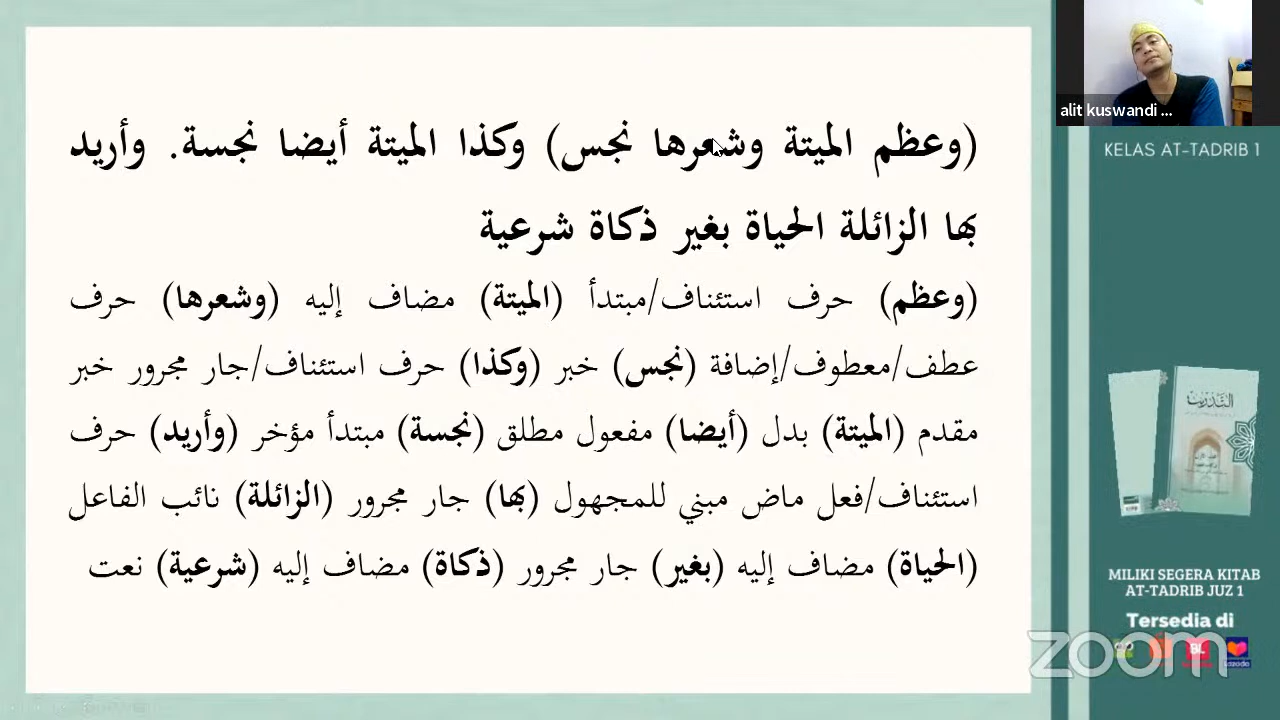 (وعظم الميتة وشعرها نجس) وكذا الميتة أيضا نجسة. وأريد
بها الزائلة الحياة بغير ذكاة شرعية
(وعظم) حرف استئناف/مبتدأ (الميتة) مضاف إليه (وشعرها) حرف
عطف/معطوف/إضافة (نجس) خبر (وكذا) حرف استئناف/جار مجرور خبر
مقدم (الميتة) بدل (أيضا) مفعول مطلق (نجسة) مبتدأ مؤخر (وأريد) حرف
استئناف/فعل ماض مبني للمجهول (بها) جار مجرور (الزائلة) نائب الفاعل
(الحياة) مضاف إليه (بغير) جار مجرور (ذكاة) مضاف إليه (شرعية) نعت
alit kuswandi ...
KELAS AT-TADRIB 1
التدريب
MILIKI SEGERA KITAB
AT-TADRIB JUZ 1
Tersedia di
BL
zoom